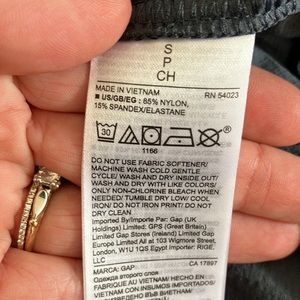 S
P
CH
MADE IN VIETNAM RN 54023
■ US/GB/EG : 85% NYLON,
15% SPANDEX/ELASTANE
30
1166
DO NOT USE FABRIC SOFTENER/
MACHINE WASH COLD GENTLE
CYCLE/ WASH AND DRY INSIDE OUT/
WASH AND DRY WITH LIKE COLORS/
ONLY NON-CHLORINE BLEACH WHEN
NEEDED/ TUMBLE DRY LOW COOL
IRON/ DO NOT IRON PRINT DO NOT
DRY CLEAN
Imported by/Importe Par: Gap (UK
Holdings) Limited: GPS (Great Britain)
Limited Gap Stores (Ireland) Limited Gap
Europe Limited All at 103 Wigmore Street,
London, W1U 1QS Egypt Importer: RIGE
LLC
CA 17897
MARCA: GAP
Одежда второго слоя
FABRIQUÉ AU VIETNAM/ HECHO EN
VIETNAM CON INSUMOS IMPORTADOS/